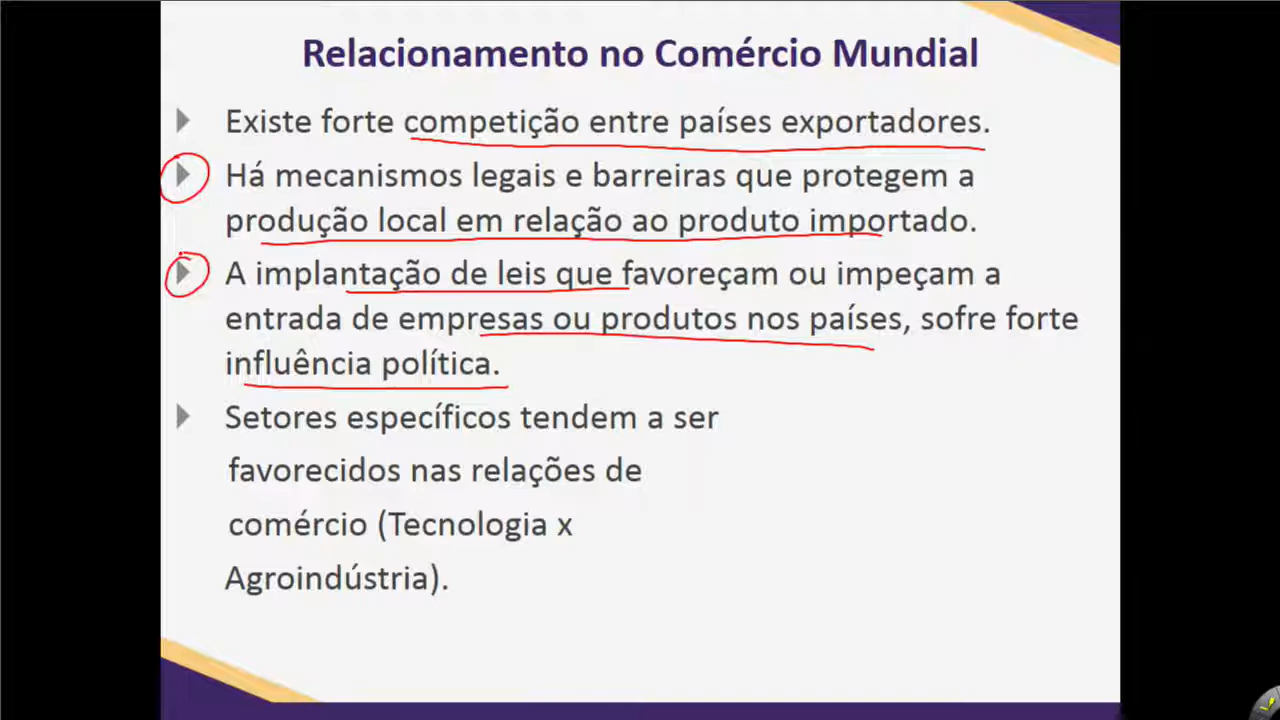 Relacionamento no Comércio Mundial
Existe forte competição entre países exportadores.
Há mecanismos legais e barreiras que protegem a
produção local em relação ao produto importado.
A implantação de leis que favoreçam ou impeçam a
entrada de empresas ou produtos nos países, sofre forte
influência política.
Setores específicos tendem a ser
favorecidos nas relações de
comércio (Tecnologia x
Agroindústria).